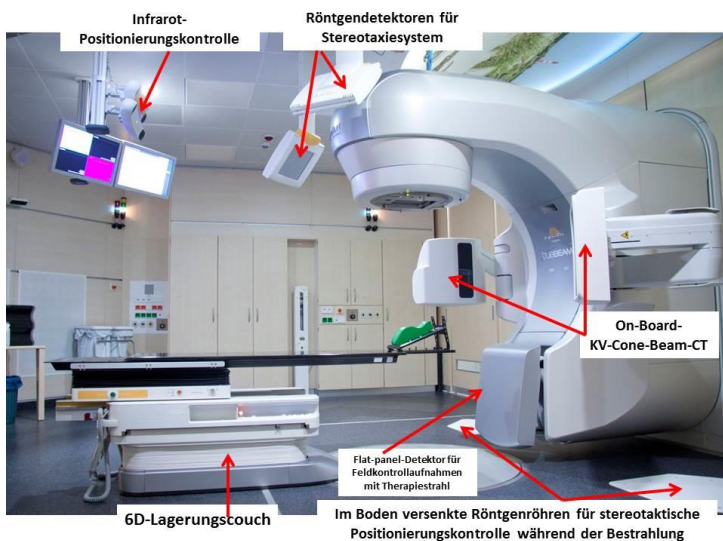 Infrarot-
Positionierungskontrolle
Röntgendetektoren für
Stereotaxiesystem
On-Board-
KV-Cone-Beam-CT
Flat-panel-Detektor für
Feldkontrollaufnahmen
mit Therapiestrahl
6D-Lagerungscouch
Im Boden versenkte Röntgenröhren für stereotaktische
Positionierungskontrolle während der Bestrahlung